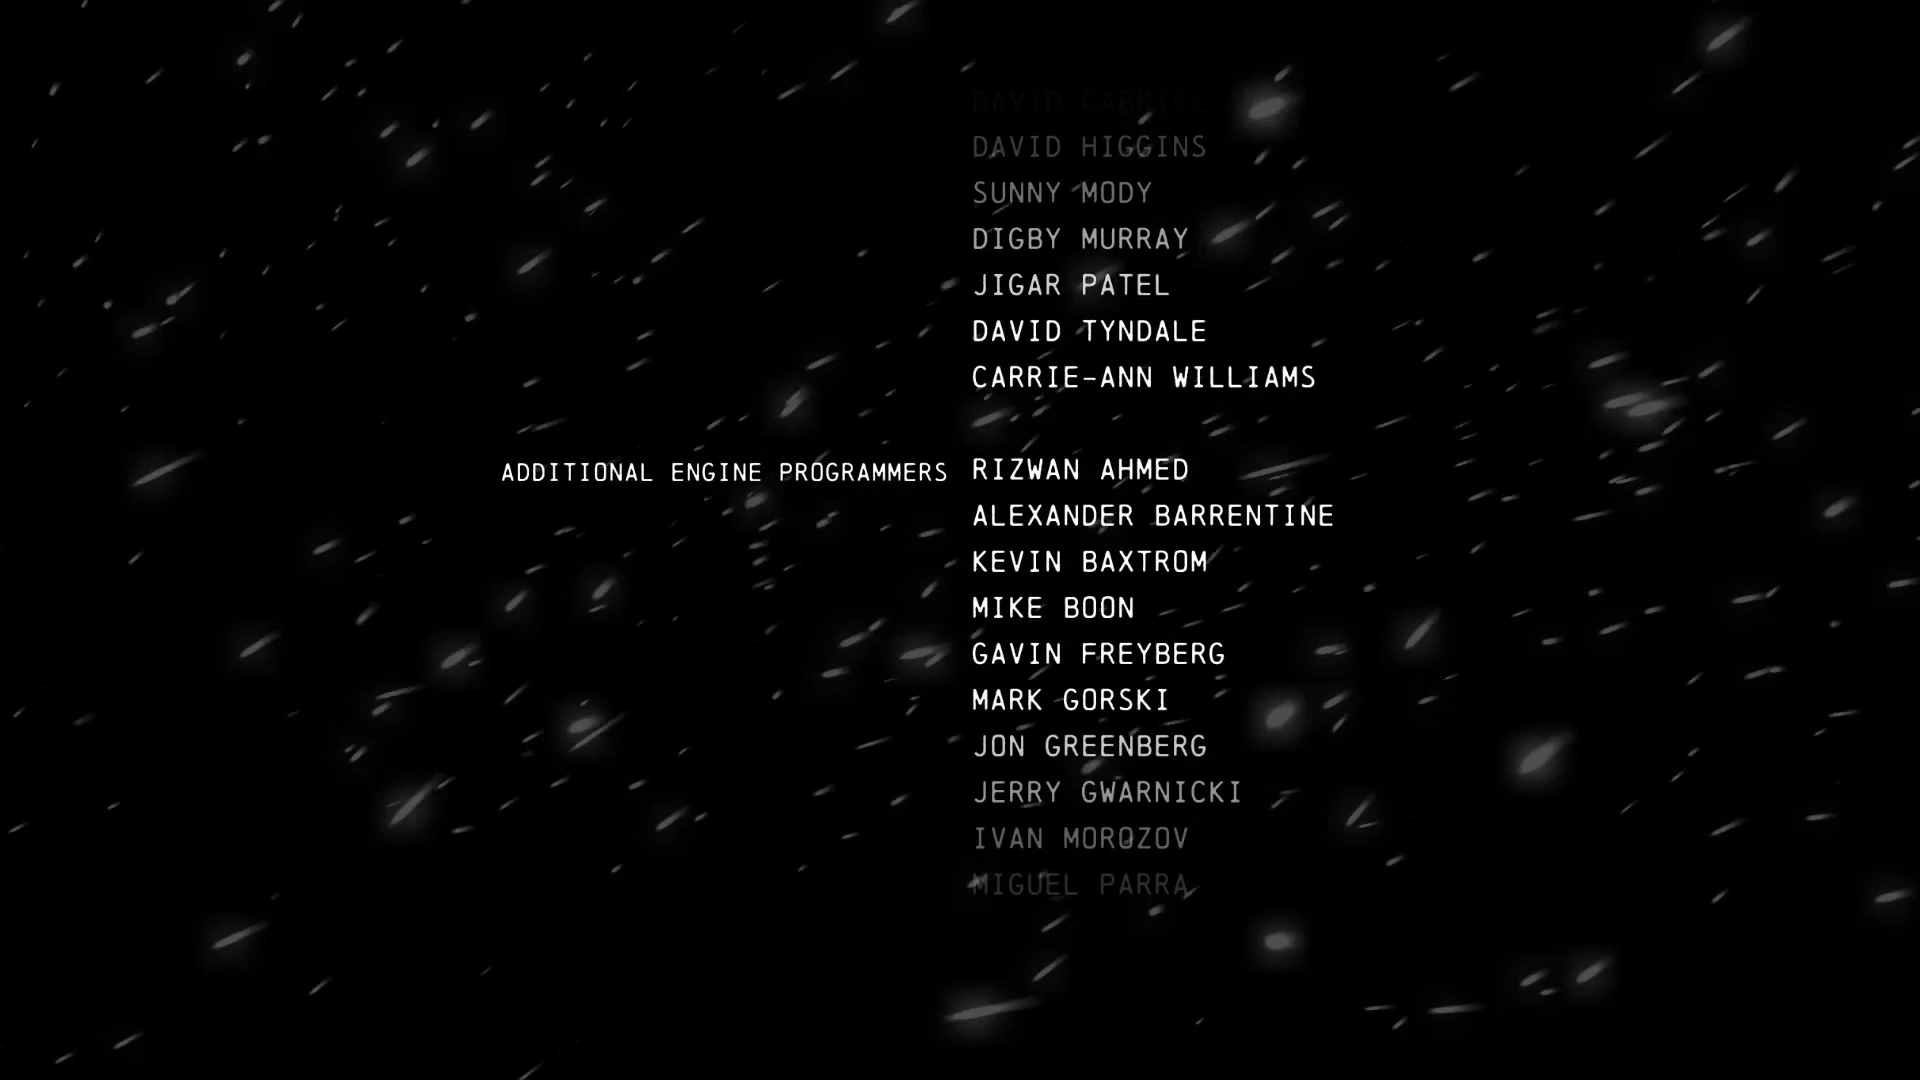 DAVID
DAVID HIGGINS
SUNNY MODY
DIGBY MURRAY
JIGAR PATEL
DAVID TYNDALE
CARRIE-ANN WILLIAMS
ADDITIONAL ENGINE PROGRAMMERS RIZWAN AHMED
ALEXANDER BARRENTINE
KEVIN BAXTROM
MIKE BOON
GAVIN FREYBERG
MARK GORSKI
JON GREENBERG
JERRY GWARNICKI
IVAN MOROZOV
MIGUEL PARRA